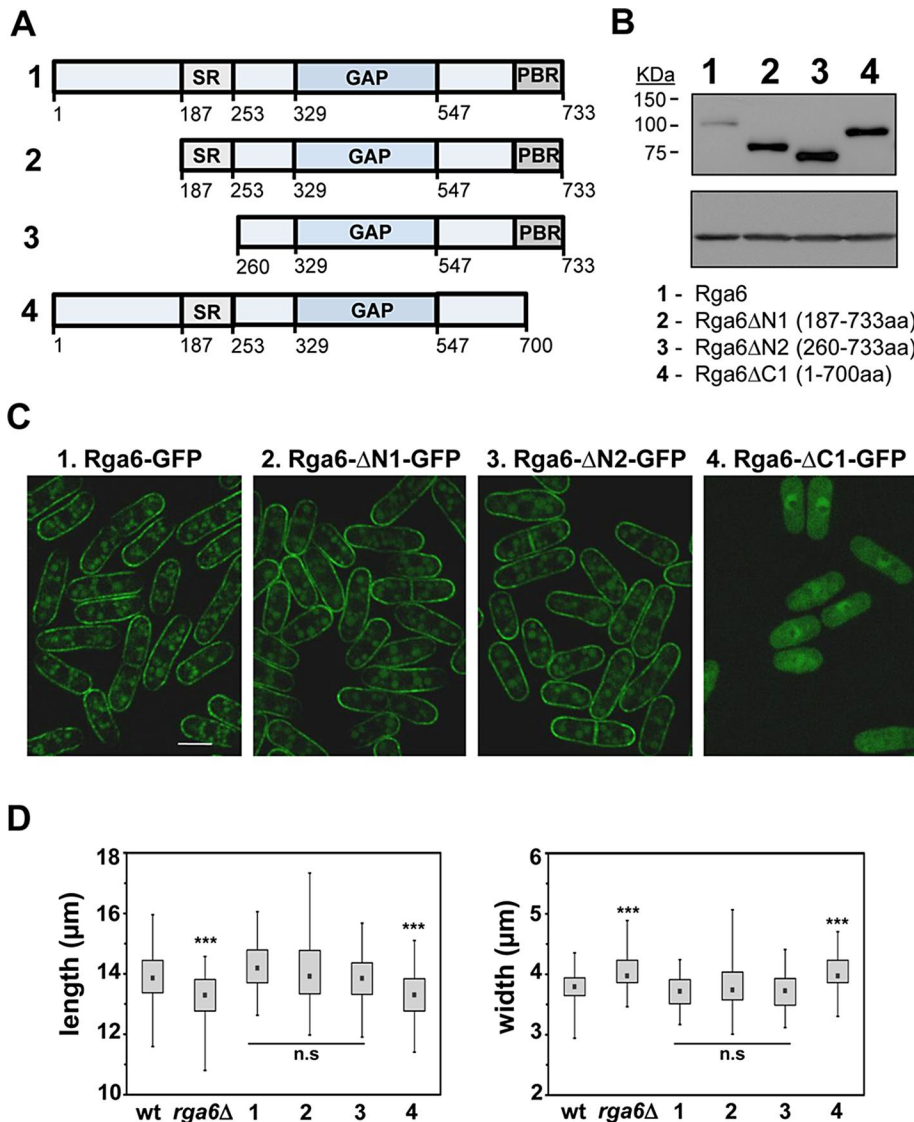 A
1 SR GAP PBR
1 187 253 329 547 733
2 SR GAP PBR
187 253 329 547 733
3 GAP PBR
260 329 547 733
4 SR GAP
1 187 253 329 547 700
B
KDa 1 2 3 4
150 -
100 -
75 -
1 - Rga6
2 - Rga6ΔN1 (187-733aa)
3 - Rga6ΔN2 (260-733aa)
4 - Rga6ΔC1 (1-700aa)
C
1. Rga6-GFP 2. Rga6-ΔN1-GFP 3. Rga6-ΔN2-GFP 4. Rga6-ΔC1-GFP
D
length (µm)
18
16
14
12
10
*** ***
n.s
wt rga6Δ 1 2 3 4
width (µm)
6
5
4
3
2
*** ***
n.s
wt rga6Δ 1 2 3 4